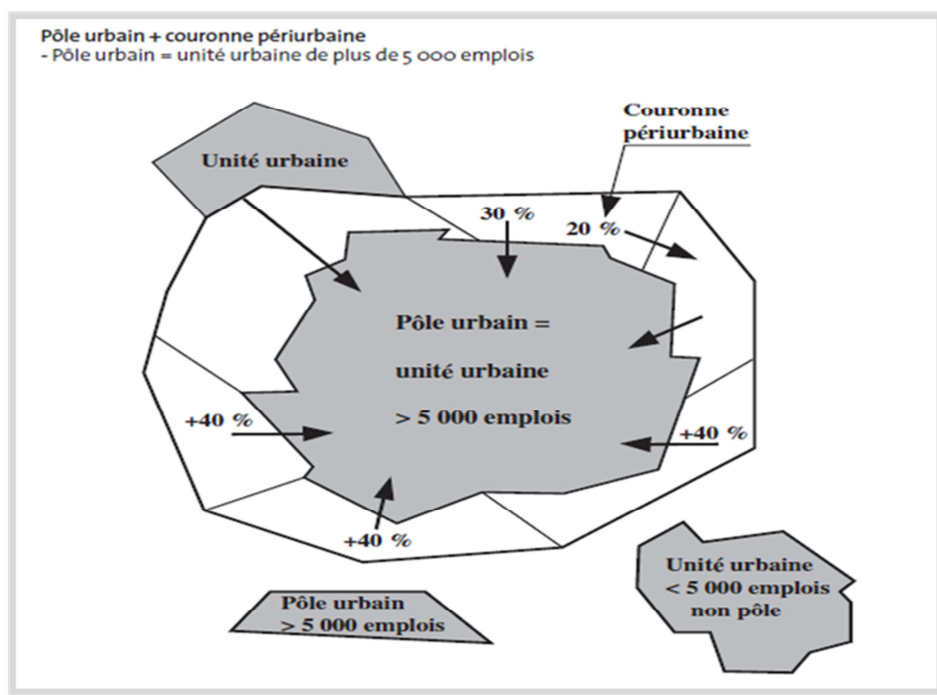 Pôle urbain + couronne périurbaine
- Pôle urbain = unité urbaine de plus de 5 000 emplois
Couronne
périurbaine
Unité urbaine
30 %
20 %
Pôle urbain =
unité urbaine
> 5 000 emplois
+40 %
+40 %
+40 %
Unité urbaine
< 5 000 emplois
non pôle
Pôle urbain
> 5 000 emplois